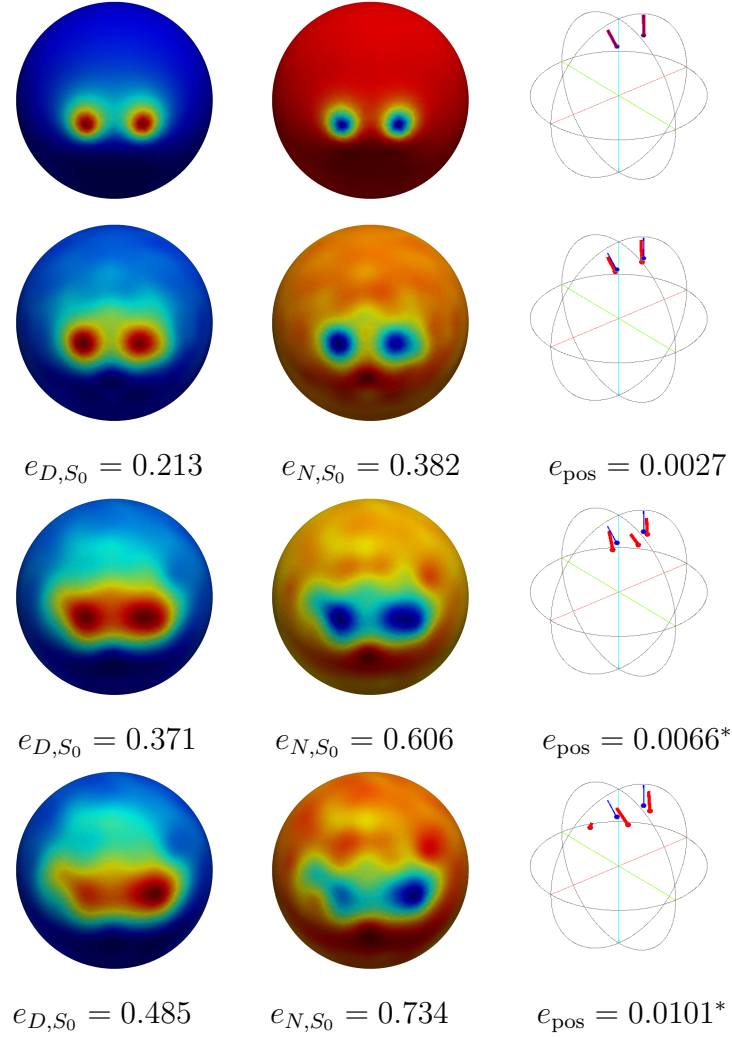 e_{D,S_0} = 0.213 e_{N,S_0} = 0.382 e_{pos} = 0.0027
e_{D,S_0} = 0.371 e_{N,S_0} = 0.606 e_{pos} = 0.0066*
e_{D,S_0} = 0.485 e_{N,S_0} = 0.734 e_{pos} = 0.0101*